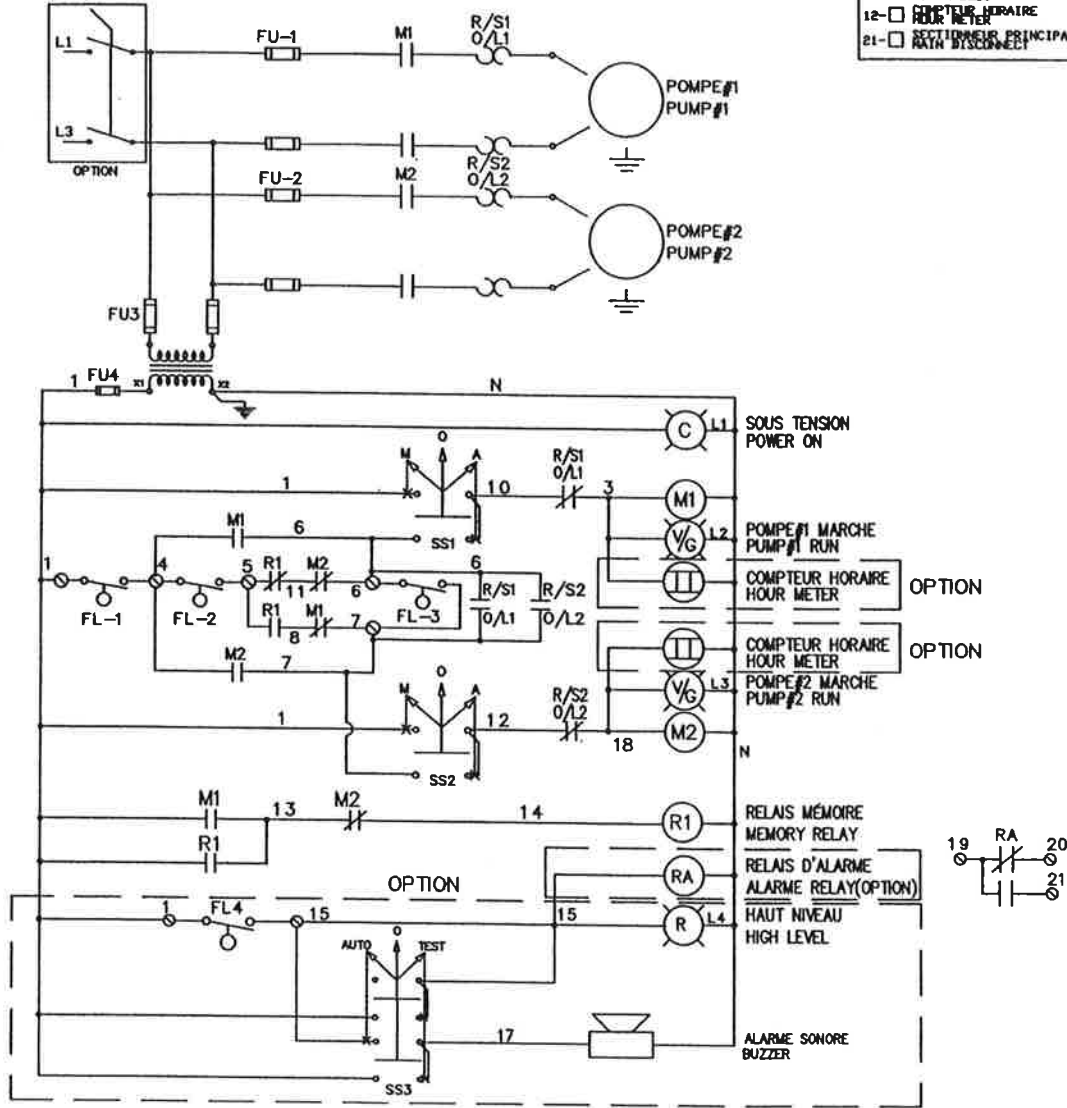 12-□ COMPTEUR HORAIRE
HOUR METER
21-□ SECTIONNEUR PRINCIPA
MAIN DISCONNECT
L1
L3
OPTION
FU-1
M1
R/S1
O/L1
POMPE#1
PUMP#1
FU-2
M2
R/S2
O/L2
POMPE#2
PUMP#2
FU3
1
FU4
X1
X2
N
C
L1
SOUS TENSION
POWER ON
M
O
A
1
10
SS1
R/S1
O/L1
3
M1
V/G
L2
POMPE#1 MARCHE
PUMP#1 RUN
COMPTEUR HORAIRE
HOUR METER
OPTION
M1
6
1
4
5
R1
M2
11
6
6
FL-1
FL-2
FL-3
R/S1
O/L1
R/S2
O/L2
R1
M1
8
7
M2
7
COMPTEUR HORAIRE
HOUR METER
OPTION
V/G
L3
POMPE#2 MARCHE
PUMP#2 RUN
M
O
A
1
12
SS2
R/S2
O/L2
18
M2
N
M1
13
M2
14
R1
RELAIS MÉMOIRE
MEMORY RELAY
R1
RA
RELAIS D'ALARME
ALARME RELAY(OPTION)
19
RA
20
21
OPTION
1
FL4
15
15
R
L4
HAUT NIVEAU
HIGH LEVEL
AUTO
O
TEST
17
SS3
ALARME SONORE
BUZZER